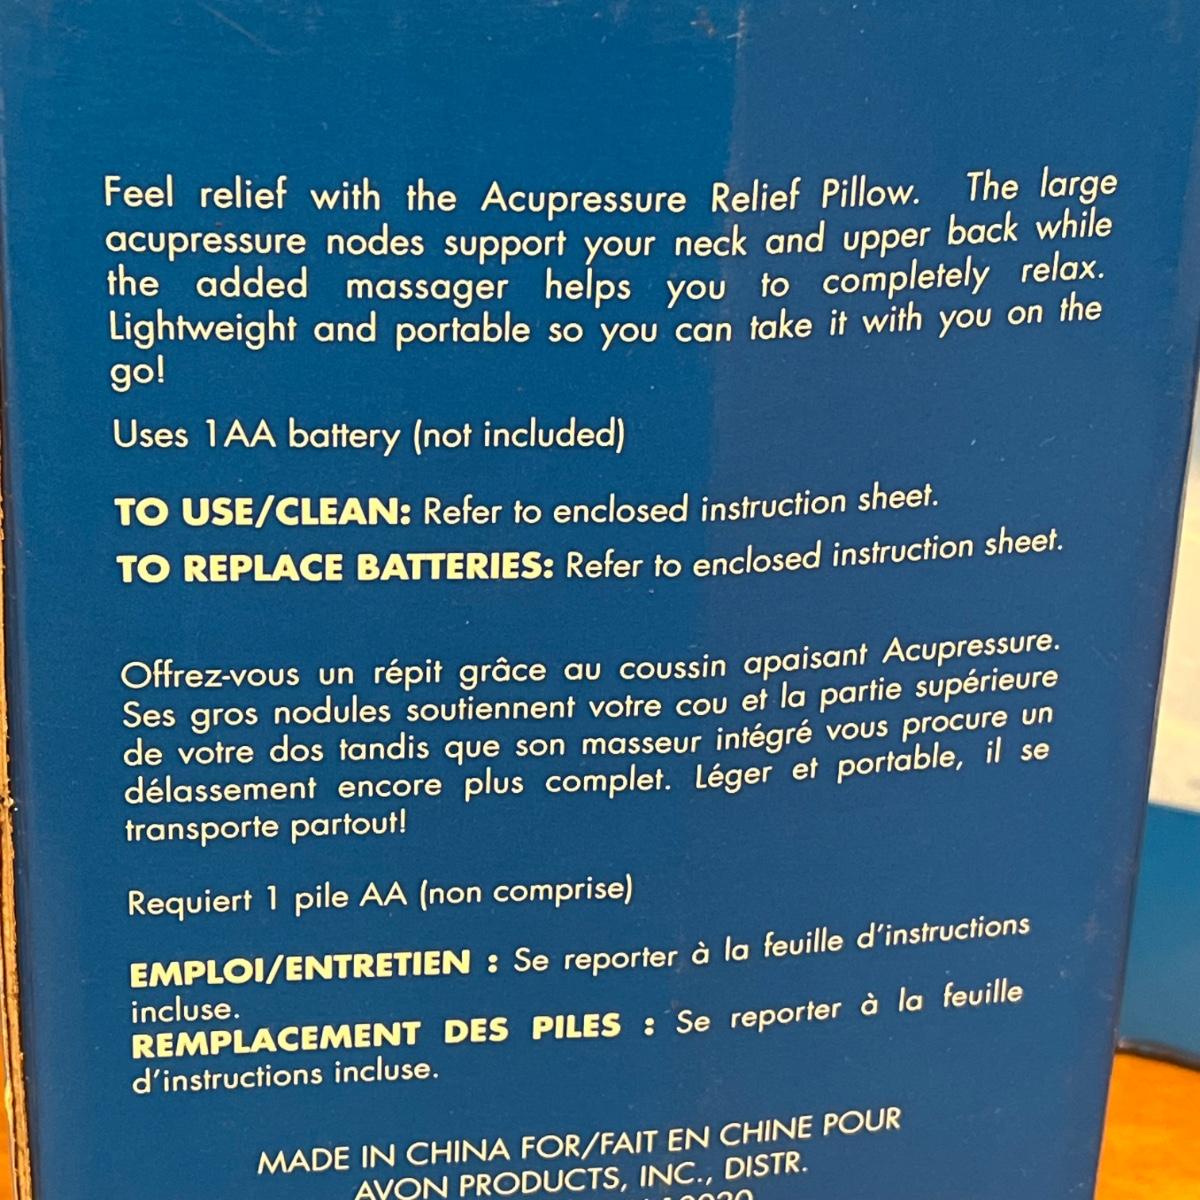 Feel relief with the Acupressure Relief Pillow. The large
acupressure nodes support your neck and upper back while
the added massager helps you to completely relax.
Lightweight and portable so you can take it with you on the
go!
Uses 1AA battery (not included)
TO USE/CLEAN: Refer to enclosed instruction sheet.
TO REPLACE BATTERIES: Refer to enclosed instruction sheet.
Offrez-vous un répit grâce au coussin apaisant Acupressure.
Ses gros nodules soutiennent votre cou et la partie supérieure
de votre dos tandis que son masseur intégré vous procure un
délassement encore plus complet. Léger et portable, il se
transporte partout!
Requiert 1 pile AA (non comprise)
EMPLOI/ENTRETIEN : Se reporter à la feuille d'instructions
incluse.
REMPLACEMENT DES PILES : Se reporter à la feuille
d'instructions incluse.
MADE IN CHINA FOR/FAIT EN CHINE POUR
AVON PRODUCTS, INC., DISTR.